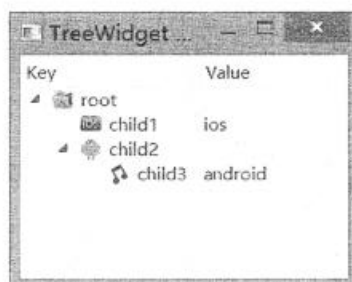 TreeWidget ...
Key Value
root
child1 ios
child2
child3 android